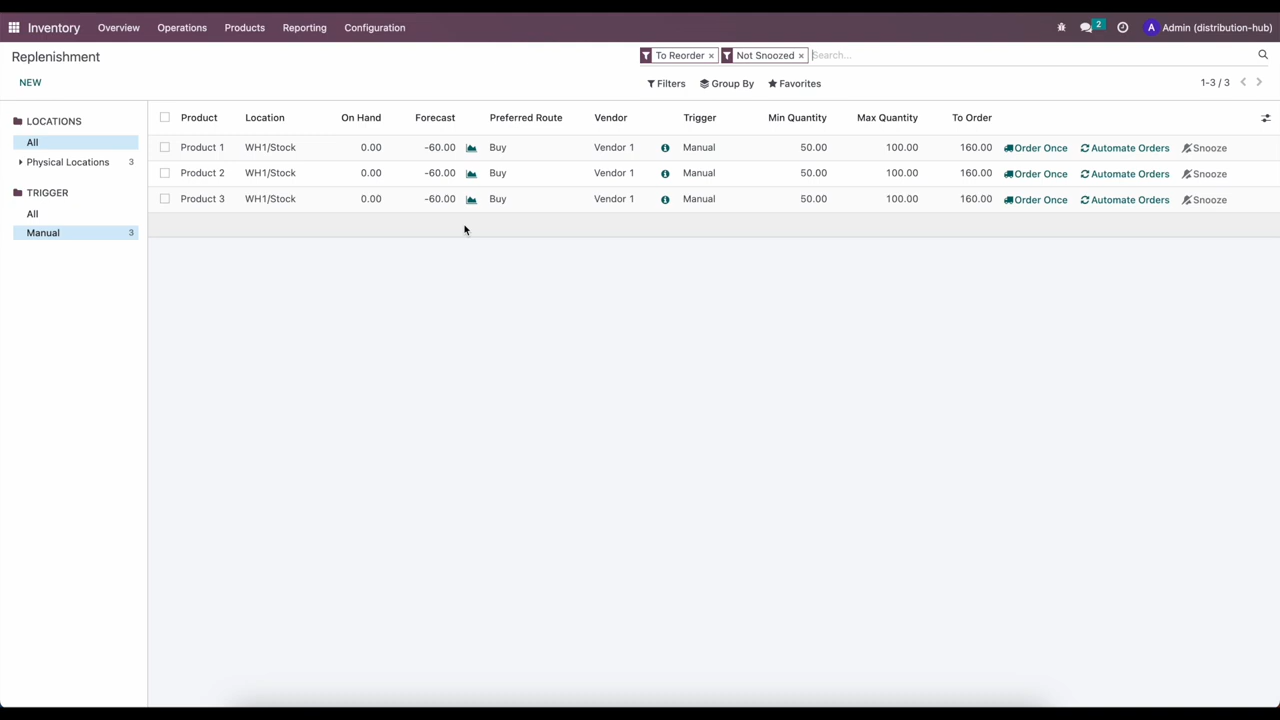 Inventory Overview Operations Products Reporting Configuration 2 A Admin (distribution-hub)
Replenishment To Reorder × Not Snoozed × Search...
NEW Filters Group By Favorites 1-3 / 3
LOCATIONS
All
Physical Locations 3
TRIGGER
All
Manual 3
Product Location On Hand Forecast Preferred Route Vendor Trigger Min Quantity Max Quantity To Order
Product 1 WH1/Stock 0.00 -60.00 Buy Vendor 1 Manual 50.00 100.00 160.00 Order Once Automate Orders Snooze
Product 2 WH1/Stock 0.00 -60.00 Buy Vendor 1 Manual 50.00 100.00 160.00 Order Once Automate Orders Snooze
Product 3 WH1/Stock 0.00 -60.00 Buy Vendor 1 Manual 50.00 100.00 160.00 Order Once Automate Orders Snooze